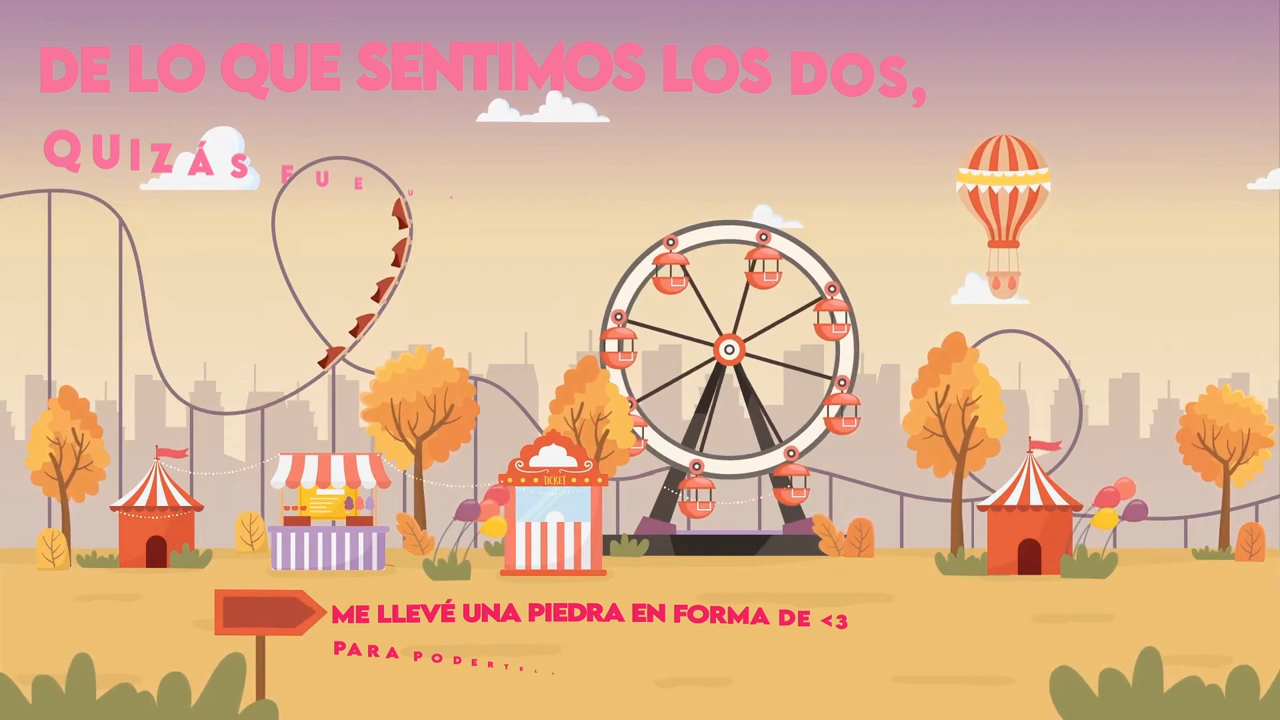 DE LO QUE SENTIMOS LOS DOS,
QUIZÁS FUE U
TICKET
ME LLEVÉ UNA PIEDRA EN FORMA DE <3
PARA PODERTE